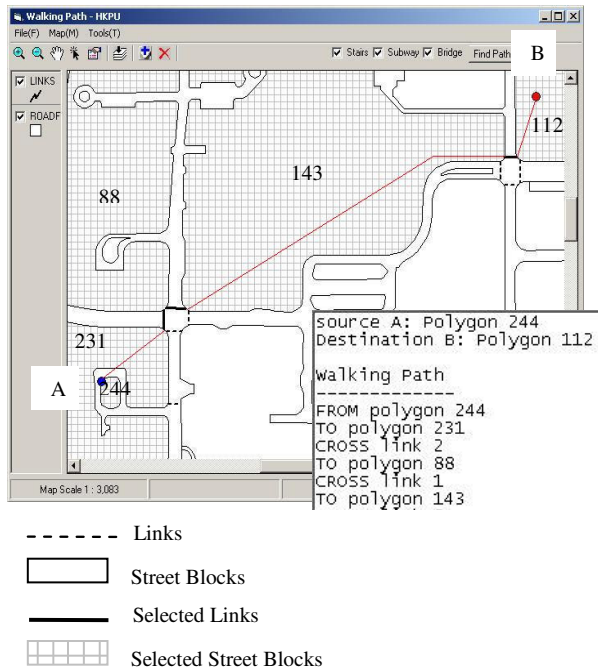 Walking Path - HKPU
File(F) Map(M) Tools(T)
Stairs Subway Bridge Find Path
B
LINKS
ROADF
112
143
88
231
A
244
Source A: Polygon 244
Destination B: Polygon 112
Walking Path
--------------
FROM polygon 244
TO polygon 231
CROSS link 2
TO polygon 88
CROSS link 1
TO polygon 143
Map Scale 1 : 3,083
Links
Street Blocks
Selected Links
Selected Street Blocks